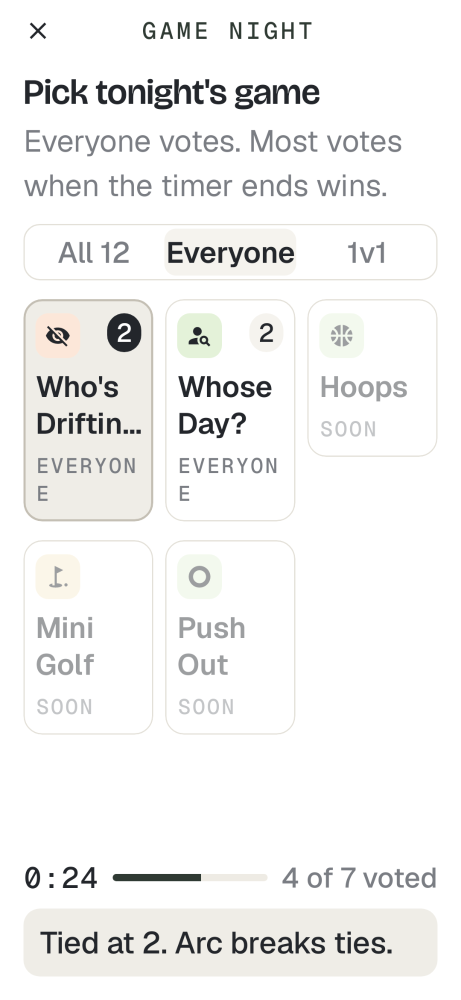 GAME NIGHT
Pick tonight's game
Everyone votes. Most votes
when the timer ends wins.
All 12
Everyone
1v1
2
Who's
Driftin...
EVERYON
E
2
Whose
Day?
EVERYON
E
Hoops
SOON
Mini
Golf
SOON
Push
Out
SOON
0:24
4 of 7 voted
Tied at 2. Arc breaks ties.